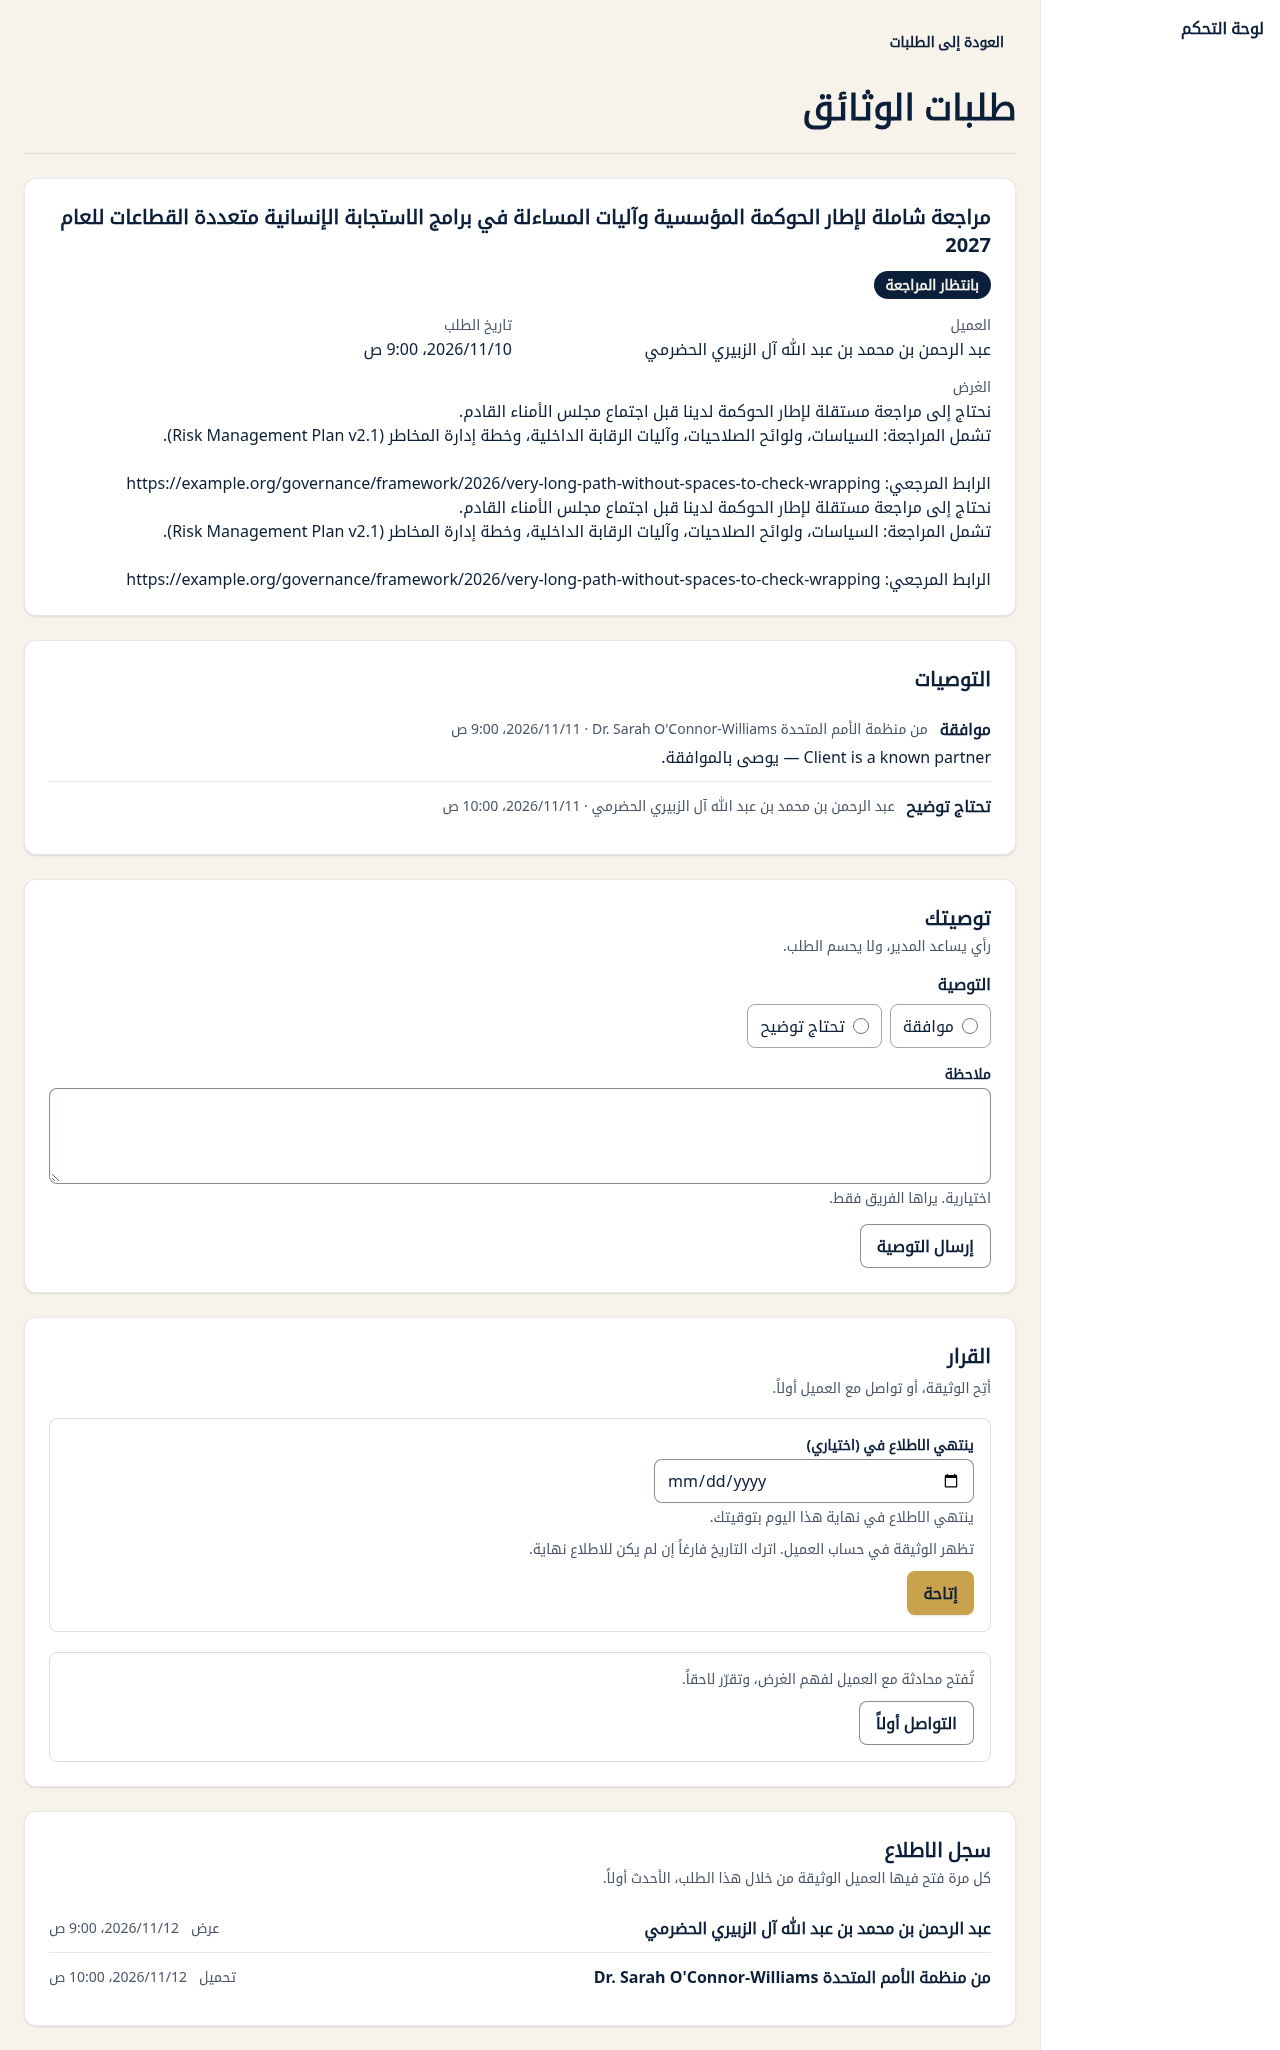 لوحة التحكم
العودة إلى الطلبات
طلبات الوثائق
مراجعة شاملة لإطار الحوكمة المؤسسية وآليات المساءلة في برامج الاستجابة الإنسانية متعددة القطاعات للعام
2027
بانتظار المراجعة
العميل
عبد الرحمن بن محمد بن عبد الله آل الزبيري الحضرمي
تاريخ الطلب
2026/11/10، 9:00 ص
الغرض
نحتاج إلى مراجعة مستقلة لإطار الحوكمة لدينا قبل اجتماع مجلس الأمناء القادم.
تشمل المراجعة: السياسات، ولوائح الصلاحيات، وآليات الرقابة الداخلية، وخطة إدارة المخاطر (Risk Management Plan v2.1).
الرابط المرجعي: https://example.org/governance/framework/2026/very-long-path-without-spaces-to-check-wrapping
نحتاج إلى مراجعة مستقلة لإطار الحوكمة لدينا قبل اجتماع مجلس الأمناء القادم.
تشمل المراجعة: السياسات، ولوائح الصلاحيات، وآليات الرقابة الداخلية، وخطة إدارة المخاطر (Risk Management Plan v2.1).
الرابط المرجعي: https://example.org/governance/framework/2026/very-long-path-without-spaces-to-check-wrapping
التوصيات
موافقة من منظمة الأمم المتحدة Dr. Sarah O'Connor-Williams · 2026/11/11، 9:00 ص
Client is a known partner — يوصى بالموافقة.
تحتاج توضيح عبد الرحمن بن محمد بن عبد الله آل الزبيري الحضرمي · 2026/11/11، 10:00 ص
توصيتك
رأي يساعد المدير، ولا يحسم الطلب.
التوصية
موافقة
تحتاج توضيح
ملاحظة
اختيارية. يراها الفريق فقط.
إرسال التوصية
القرار
أتِح الوثيقة، أو تواصل مع العميل أولاً.
ينتهي الاطلاع في (اختياري)
mm/dd/yyyy
ينتهي الاطلاع في نهاية هذا اليوم بتوقيتك.
تظهر الوثيقة في حساب العميل. اترك التاريخ فارغاً إن لم يكن للاطلاع نهاية.
إتاحة
تُفتح محادثة مع العميل لفهم الغرض، وتقرّر لاحقاً.
التواصل أولاً
سجل الاطلاع
كل مرة فتح فيها العميل الوثيقة من خلال هذا الطلب، الأحدث أولاً.
عبد الرحمن بن محمد بن عبد الله آل الزبيري الحضرمي عرض 2026/11/12، 9:00 ص
من منظمة الأمم المتحدة Dr. Sarah O'Connor-Williams تحميل 2026/11/12، 10:00 ص